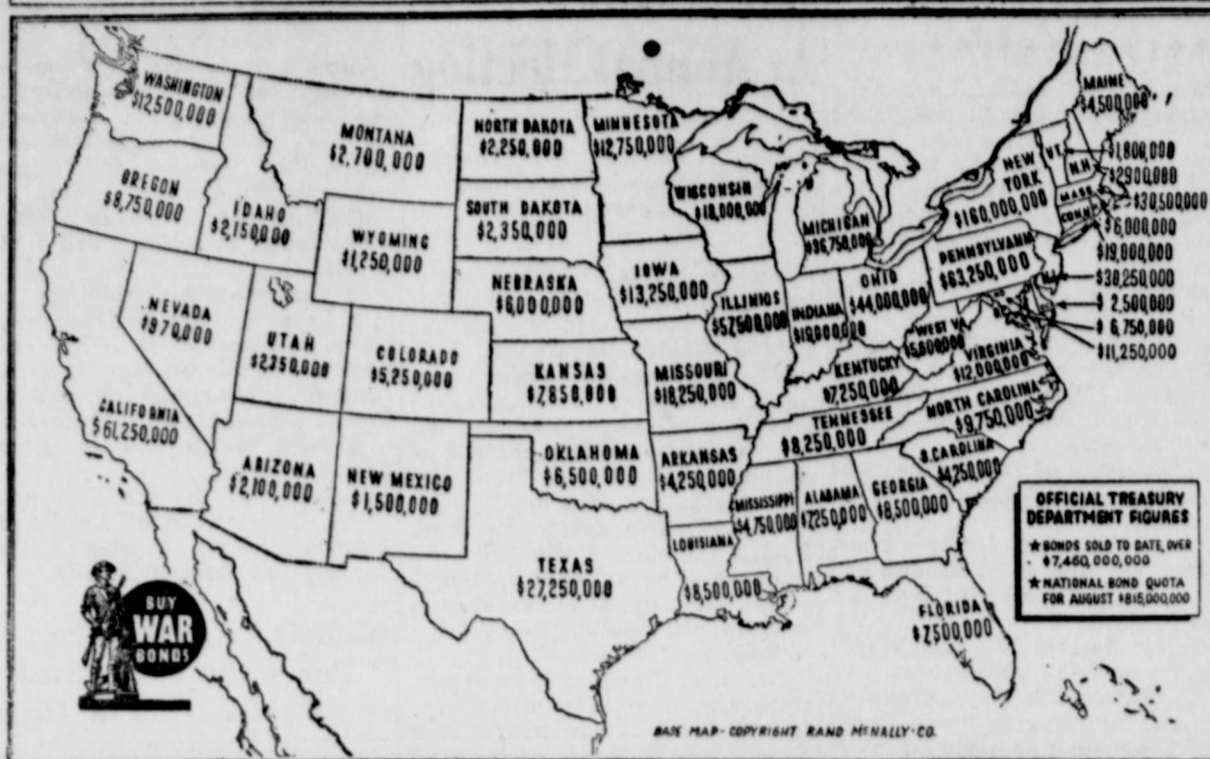 WASHINGTON
$12,500,000
OREGON
$8,750,000
CALIFORNIA
$61,250,000
IDAHO
$2,150,000
NEVADA
$970,000
UTAH
$2,350,000
ARIZONA
$2,100,000
MONTANA
$2,700,000
WYOMING
$1,250,000
COLORADO
$5,250,000
NEW MEXICO
$1,500,000
NORTH DAKOTA
$2,250,000
SOUTH DAKOTA
$2,350,000
NEBRASKA
$6,000,000
KANSAS
$7,850,000
OKLAHOMA
$6,500,000
TEXAS
$27,250,000
MINNESOTA
$12,750,000
IOWA
$13,250,000
MISSOURI
$18,250,000
ARKANSAS
$4,250,000
LOUISIANA
$8,500,000
WISCONSIN
$18,000,000
ILLINIOS
$57,500,000
MICHIGAN
$36,750,000
INDIANA
$19,000,000
OHIO
$44,000,000
KENTUCKY
$7,250,000
TENNESSEE
$8,250,000
MISSISSIPPI
$4,750,000
ALABAMA
$7,250,000
GEORGIA
$8,500,000
FLORIDA
$7,500,000
S. CAROLINA
$4,250,000
NORTH CAROLINA
$9,750,000
VIRGINIA
$12,000,000
WEST VA.
$5,800,000
PENNSYLVANIA
$63,250,000
NEW
YORK
$160,000,000
MAINE
$4,500,000
VT.
N.H.
MASS.
CONN.
$1,800,000
$2,900,000
$30,500,000
$6,000,000
$19,000,000
$30,250,000
$2,500,000
$6,750,000
$11,250,000
OFFICIAL TREASURY
DEPARTMENT FIGURES
★ BONDS SOLD TO DATE, OVER
$7,460,000,000
★ NATIONAL BOND QUOTA
FOR AUGUST $815,000,000
BUY
WAR
BONDS
BASE MAP - COPYRIGHT RAND McNALLY - CO.